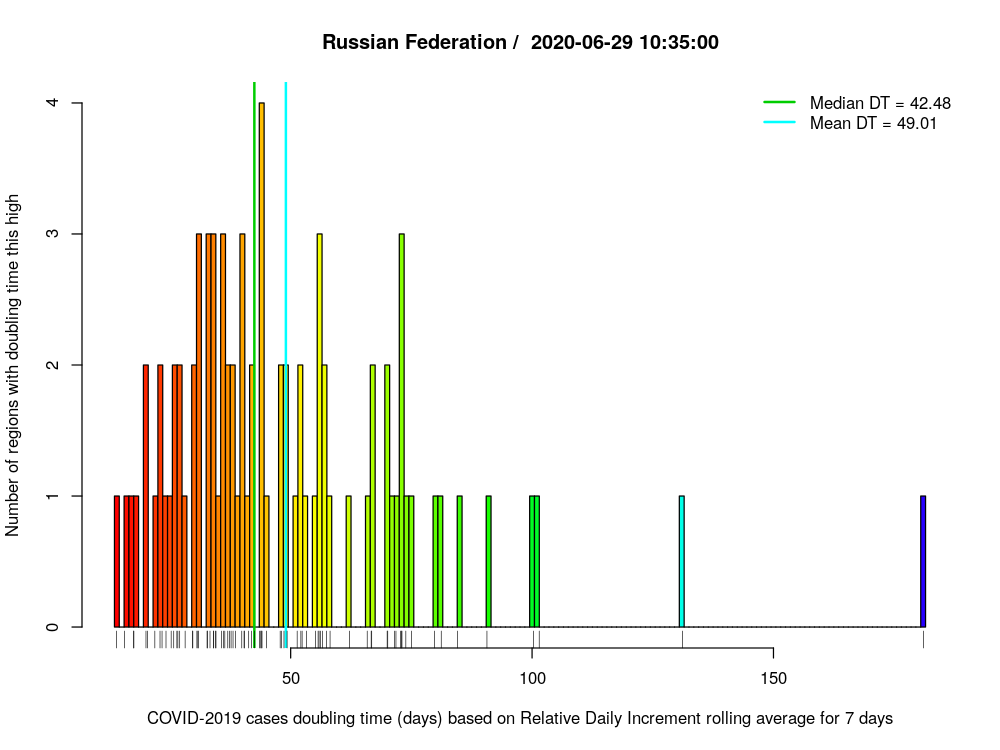 Russian Federation /  2020-06-29 10:35:00
Median DT = 42.48
Mean DT = 49.01
Number of regions with doubling time this high
4
3
2
1
0
50 100 150
COVID-2019 cases doubling time (days) based on Relative Daily Increment rolling average for 7 days